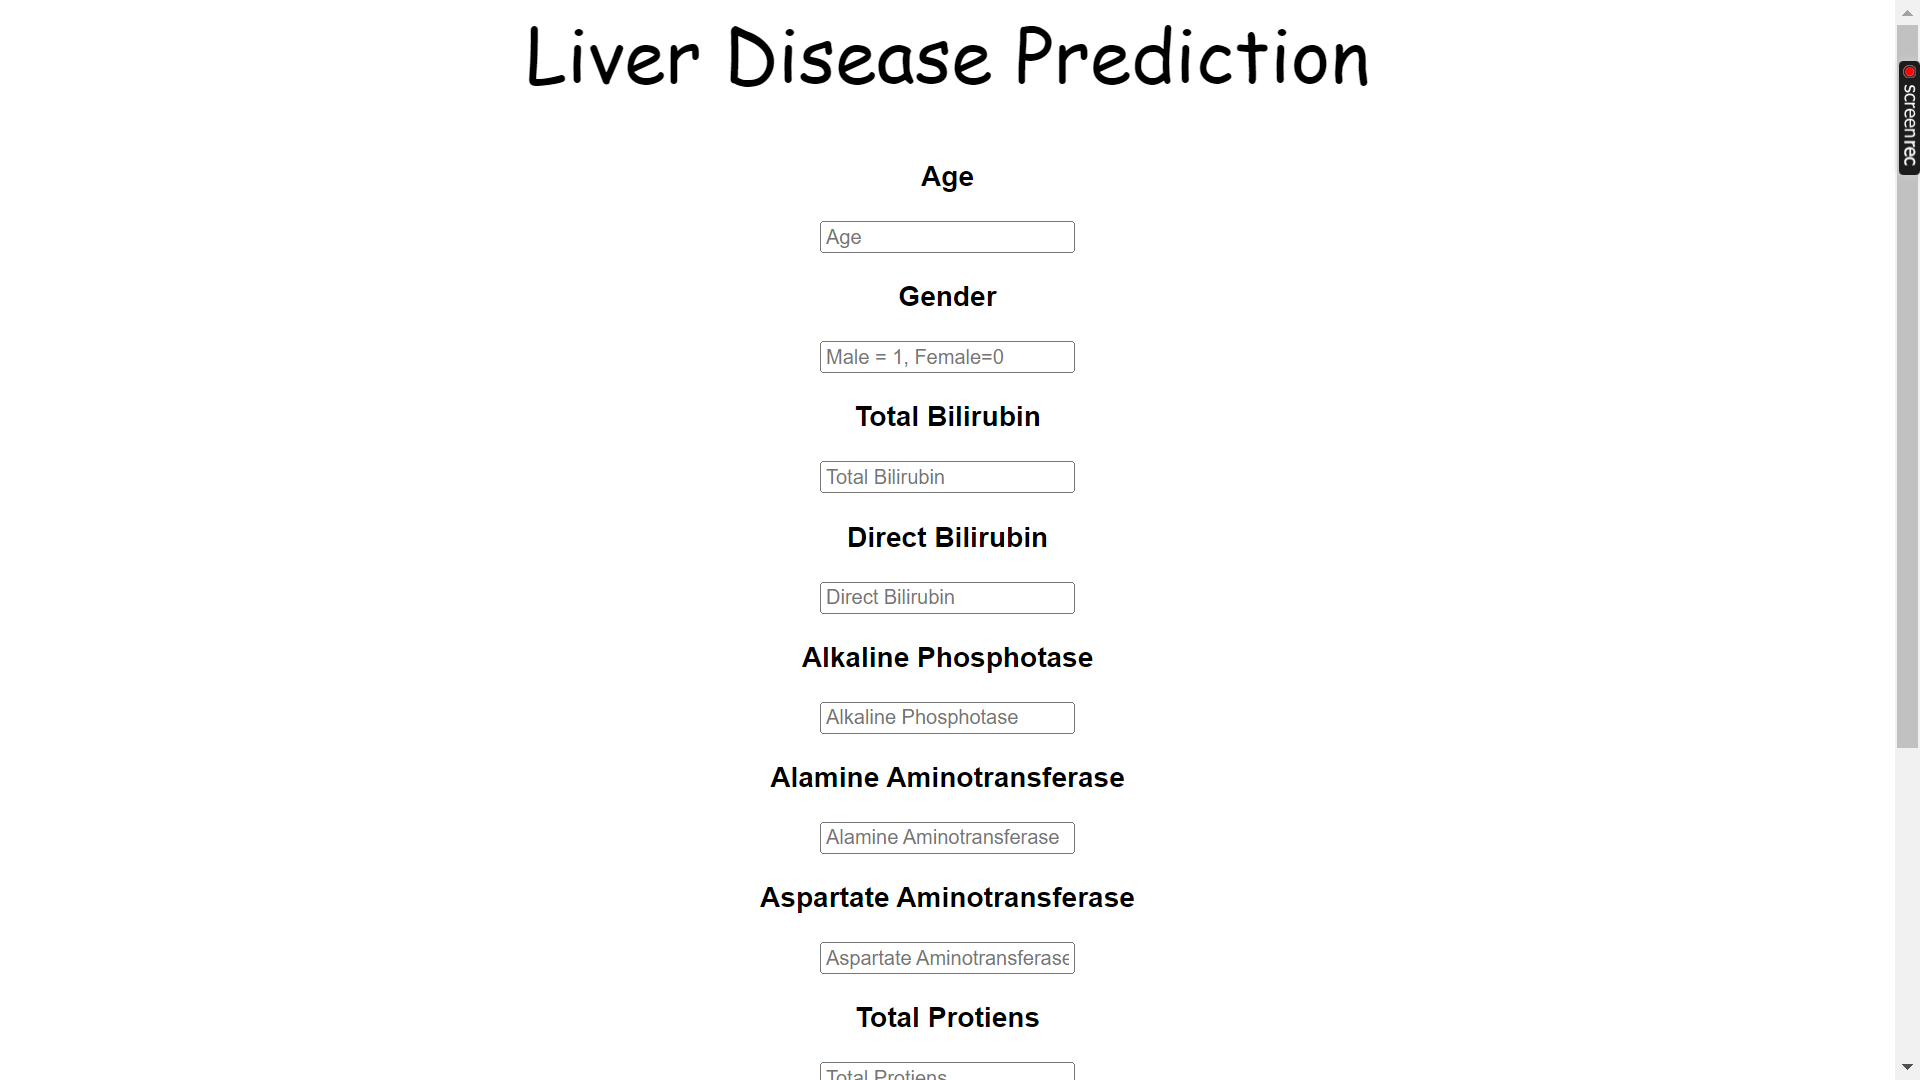 Liver Disease Prediction
Age
Age
Gender
Male = 1, Female=0
Total Bilirubin
Total Bilirubin
Direct Bilirubin
Direct Bilirubin
Alkaline Phosphotase
Alkaline Phosphotase
Alamine Aminotransferase
Alamine Aminotransferase
Aspartate Aminotransferase
Aspartate Aminotransferase
Total Protiens
Total Protiens
screenrec